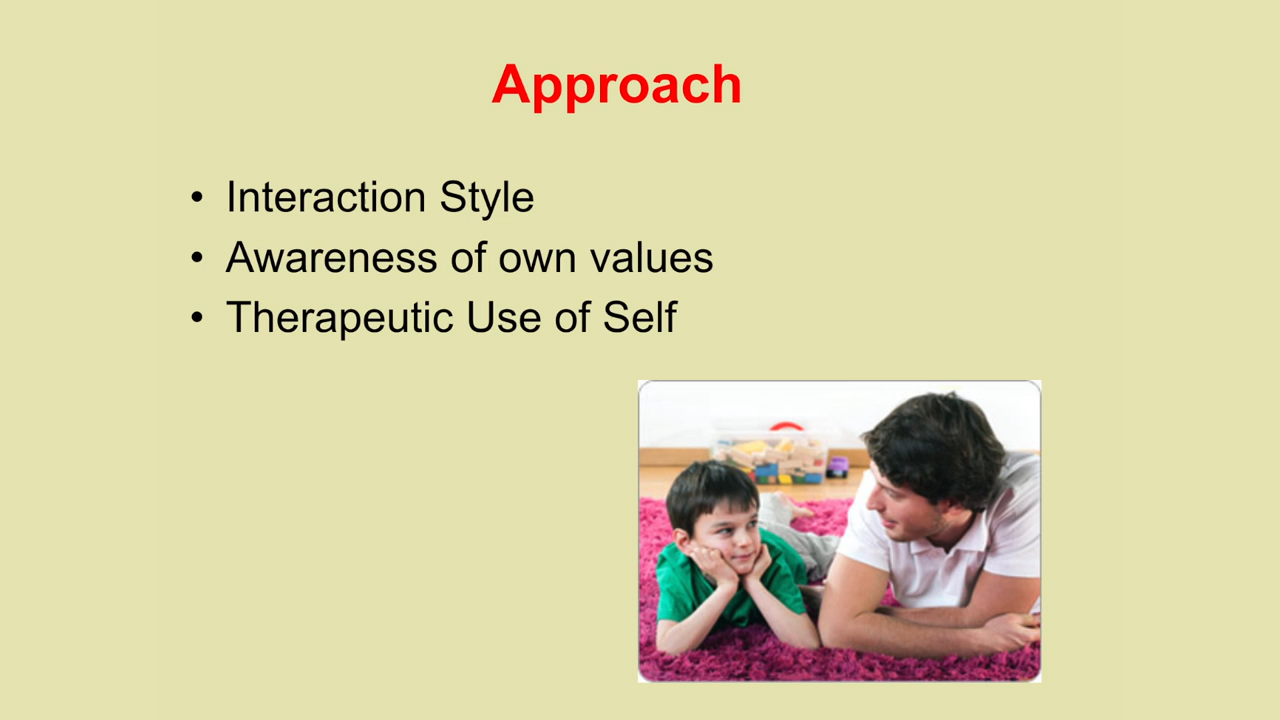 Approach
• Interaction Style
• Awareness of own values
• Therapeutic Use of Self